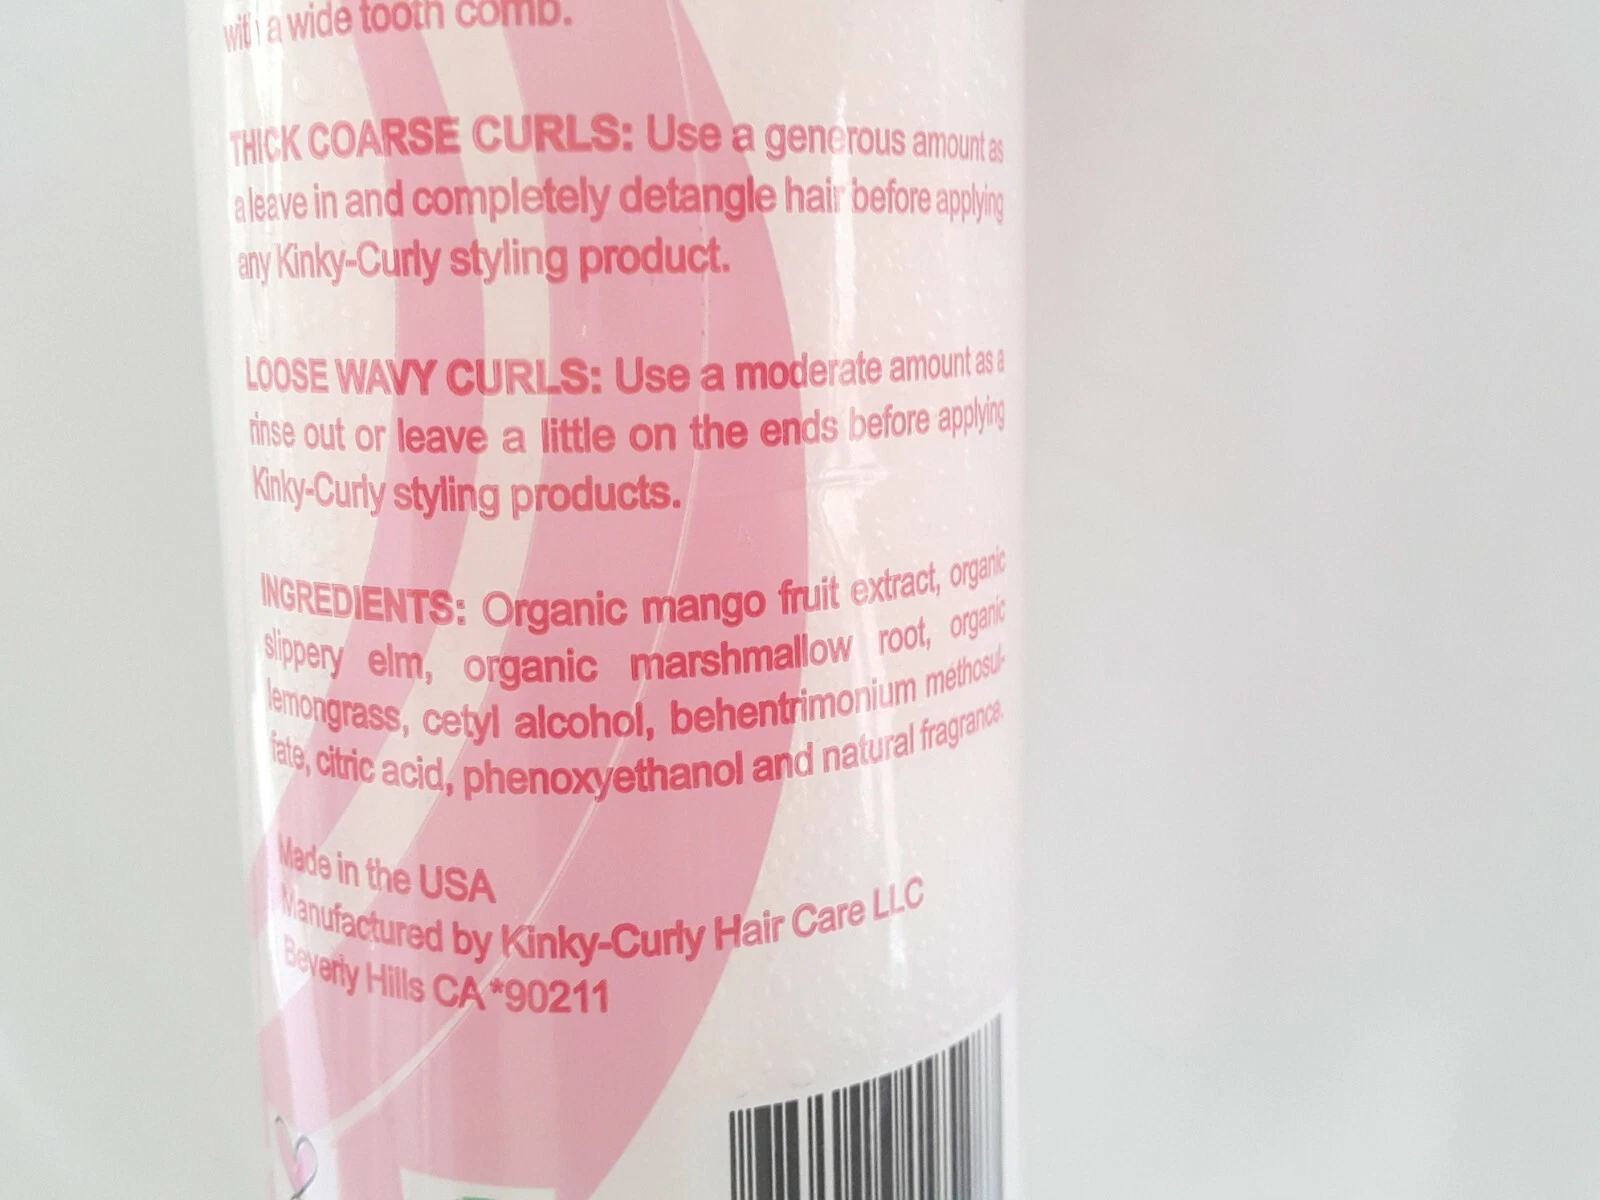 with a wide tooth comb.
THICK COARSE CURLS: Use a generous amount as
a leave in and completely detangle hair before applying
any Kinky-Curly styling product.
LOOSE WAVY CURLS: Use a moderate amount as a
rinse out or leave a little on the ends before applying
Kinky-Curly styling products.
INGREDIENTS: Organic mango fruit extract, organic
slippery elm, organic marshmallow root, organic
lemongrass, cetyl alcohol, behentrimonium methosul-
fate, citric acid, phenoxyethanol and natural fragrance.
Made in the USA
Manufactured by Kinky-Curly Hair Care LLC
Beverly Hills CA *90211